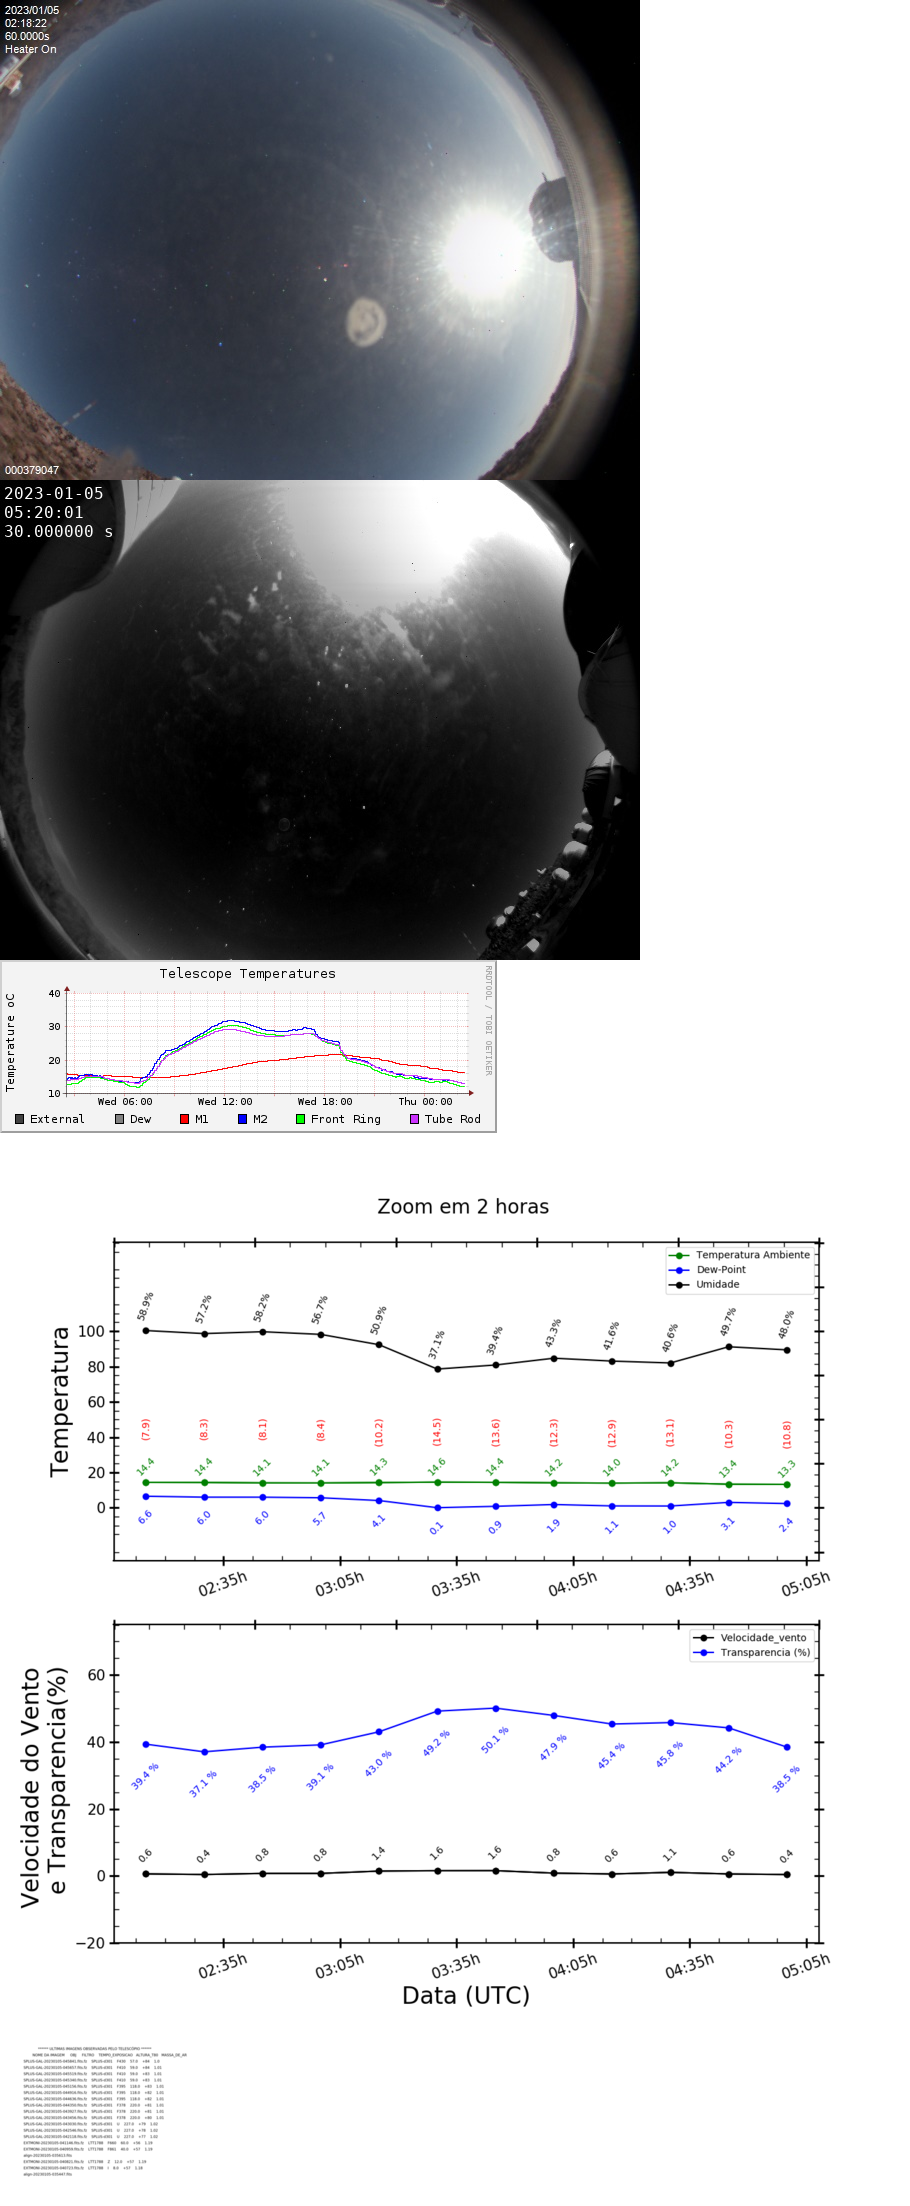 2023/01/05
02:18:22
60.0000s
Heater On
000379047
2023-01-05
05:20:01
30.000000 s
Telescope Temperatures
RRDTOOL / TOBI OETIKER
Temperature oC
40
30
20
10
Wed 06:00 Wed 12:00 Wed 18:00 Thu 00:00
External Dew M1 M2 Front Ring Tube Rod
Zoom em 2 horas
Temperatura Ambiente
Dew-Point
Umidade
Temperatura
100
80
60
40
20
0
58.9% 57.2% 58.2% 56.7% 50.9% 37.1% 39.4% 43.3% 41.6% 40.6% 49.7% 48.0%
(7.9) (8.3) (8.1) (8.4) (10.2) (14.5) (13.6) (12.3) (12.9) (13.1) (10.3) (10.8)
14.4 14.4 14.1 14.1 14.3 14.6 14.4 14.2 14.0 14.2 13.4 13.3
6.6 6.0 6.0 5.7 4.1 0.1 0.9 1.9 1.1 1.0 3.1 2.4
02:35h 03:05h 03:35h 04:05h 04:35h 05:05h
Velocidade_vento
Transparencia (%)
Velocidade do Vento
e Transparencia(%)
60
40
20
0
−20
39.4 % 37.1 % 38.5 % 39.1 % 43.0 % 49.2 % 50.1 % 47.9 % 45.4 % 45.8 % 44.2 % 38.5 %
0.6 0.4 0.8 0.8 1.4 1.6 1.6 0.8 0.6 1.1 0.6 0.4
02:35h 03:05h 03:35h 04:05h 04:35h 05:05h
Data (UTC)
****** ULTIMAS IMAGENS OBSERVADAS PELO TELESCOPIO ******
NOME DA IMAGEM OBJ FILTRO TEMPO_EXPOSICAO ALTURA_T80 MASSA_DE_AR